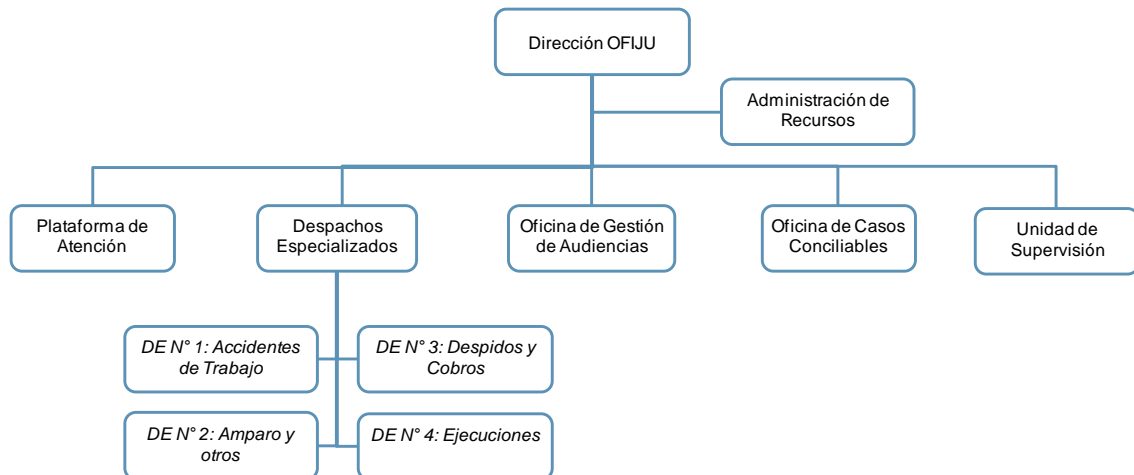 Dirección OFIJU
Administración de
Recursos
Plataforma de
Atención
Despachos
Especializados
Oficina de Gestión
de Audiencias
Oficina de Casos
Conciliables
Unidad de
Supervisión
DE N° 1: Accidentes
de Trabajo
DE N° 3: Despidos y
Cobros
DE N° 2: Amparo y
otros
DE N° 4: Ejecuciones